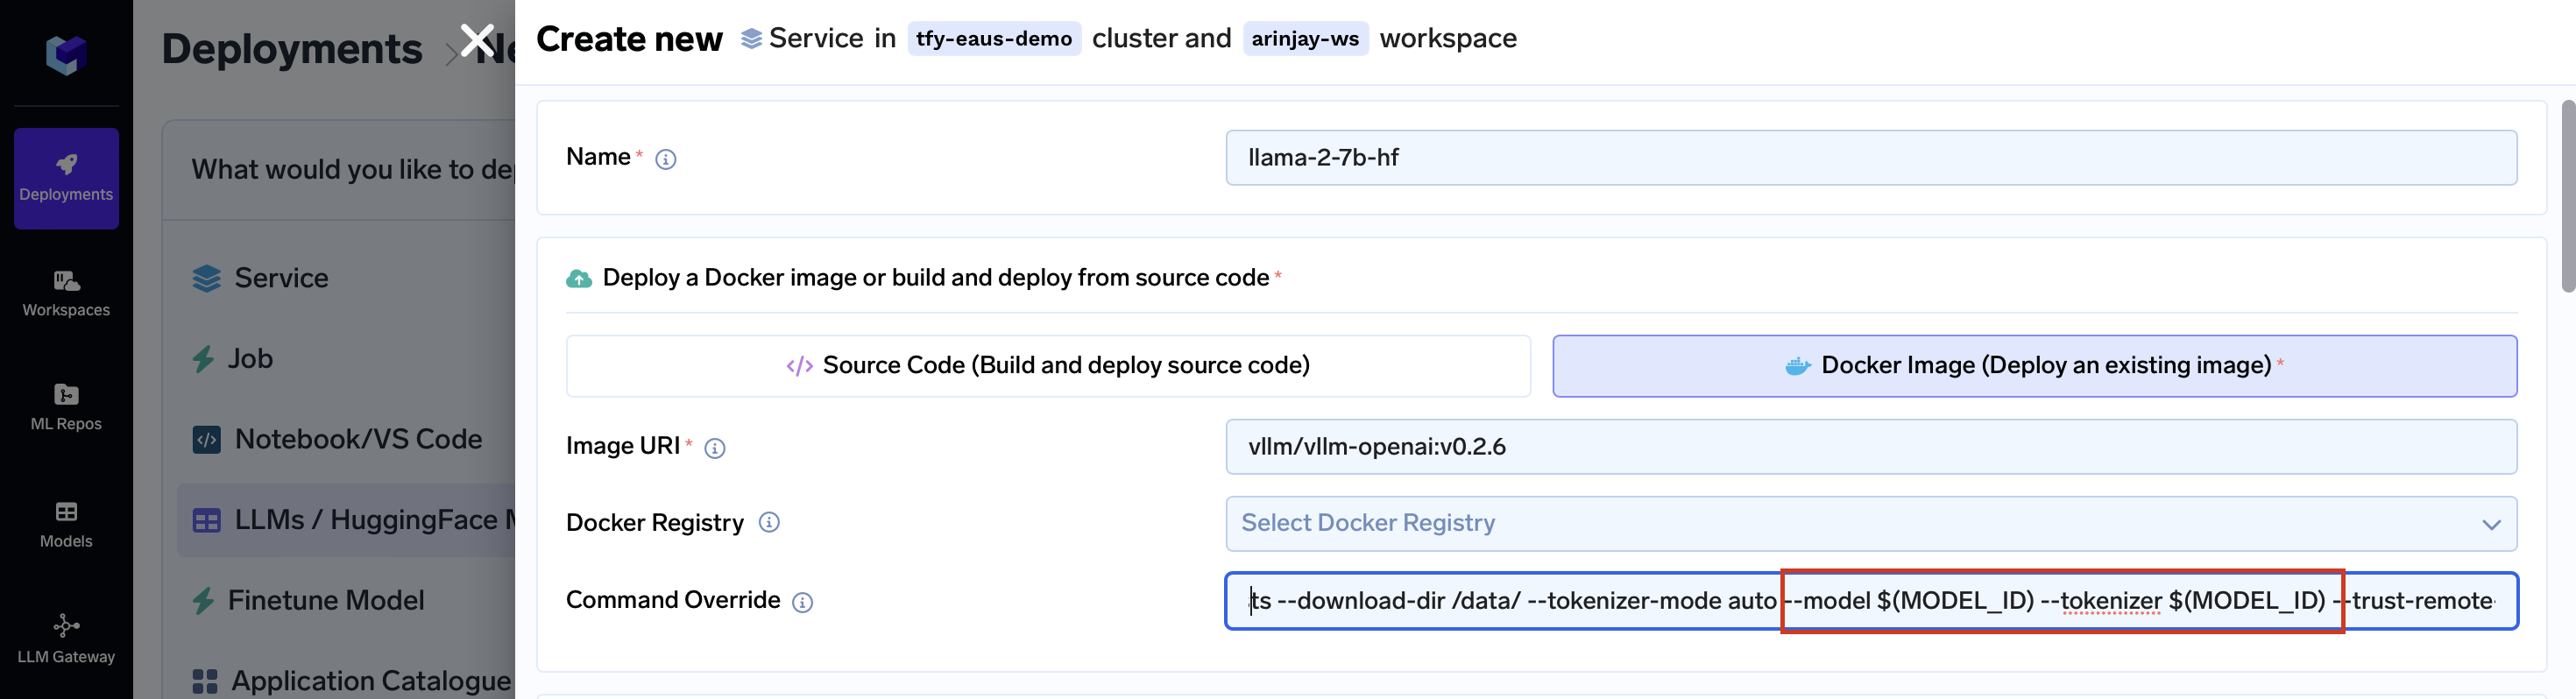 Deployments
Workspaces
ML Repos
Models
LLM Gateway
Deployments > Ne
What would you like to de
Service
Job
Notebook/VS Code
LLMs / HuggingFace
Finetune Model
Application Catalogue
Create new Service in tfy-eaus-demo cluster and arinjay-ws workspace
Name *
llama-2-7b-hf
Deploy a Docker image or build and deploy from source code *
</> Source Code (Build and deploy source code)
Docker Image (Deploy an existing image) *
Image URI *
vllm/vllm-openai:v0.2.6
Docker Registry
Select Docker Registry
Command Override
ts --download-dir /data/ --tokenizer-mode auto --model $(MODEL_ID) --tokenizer $(MODEL_ID) --trust-remote-